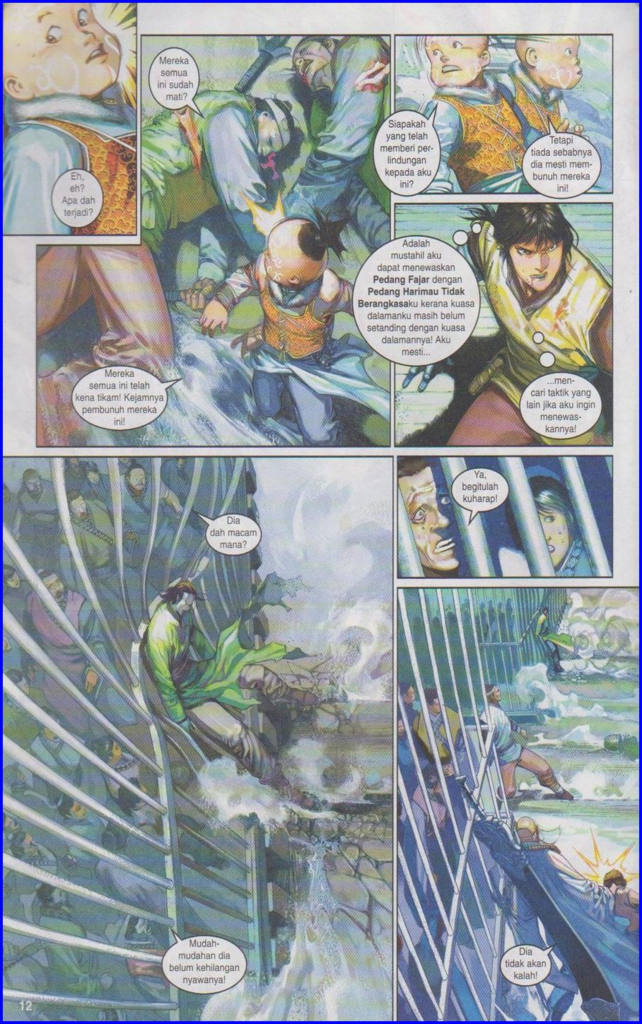 Eh,
eh?
Apa dah
terjadi?
Mereka
semua
ini sudah
mati?
Siapakah
yang telah
memberi per-
lindungan
kepada aku
ini?
Tetapi
tiada sebabnya
dia mesti mem-
bunuh mereka
ini!
Mereka
semua ini telah
kena tikam! Kejamnya
pembunuh mereka
ini!
Adalah
mustahil aku
dapat menewaskan
Pedang Fajar dengan
Pedang Harimau Tidak
Berangkasaku kerana kuasa
dalamanku masih belum
setanding dengan kuasa
dalamannya! Aku
mesti...
...men-
cari taktik yang
lain jika aku ingin
menewas-
kannya!
Dia
dah macam
mana?
Mudah-
mudahan dia
belum kehilangan
nyawanya!
Ya,
begitulah
kuharap!
Dia
tidak akan
kalah!
12